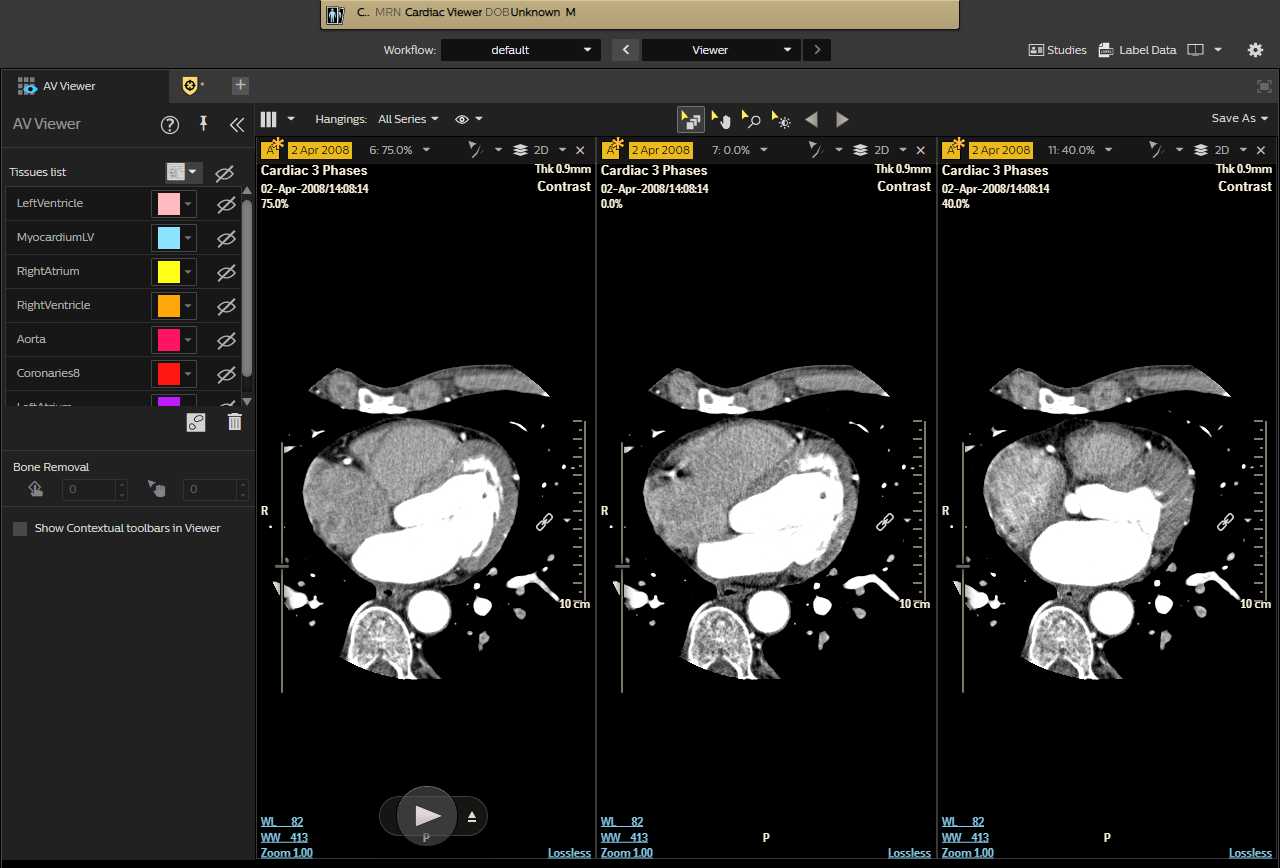 C.. MRN Cardiac Viewer DOB Unknown M
Workflow: default Viewer Studies Label Data
AV Viewer
AV Viewer
Hangings: All Series
Save As
Tissues list
LeftVentricle
MyocardiumLV
RightAtrium
RightVentricle
Aorta
Coronaries8
LeftAtrium
Bone Removal
0 0
Show Contextual toolbars in Viewer
A 2 Apr 2008 6: 75.0% 2D
Cardiac 3 Phases Thk 0.9mm
02-Apr-2008/14:08:14 Contrast
75.0%
R
10 cm
WL 82
WW 413 P
Zoom 1.00 Lossless
A 2 Apr 2008 7: 0.0% 2D
Cardiac 3 Phases Thk 0.9mm
02-Apr-2008/14:08:14 Contrast
0.0%
R
10 cm
WL 82
WW 413 P
Zoom 1.00 Lossless
A 2 Apr 2008 11: 40.0% 2D
Cardiac 3 Phases Thk 0.9mm
02-Apr-2008/14:08:14 Contrast
40.0%
R
10 cm
WL 82
WW 413 P
Zoom 1.00 Lossless